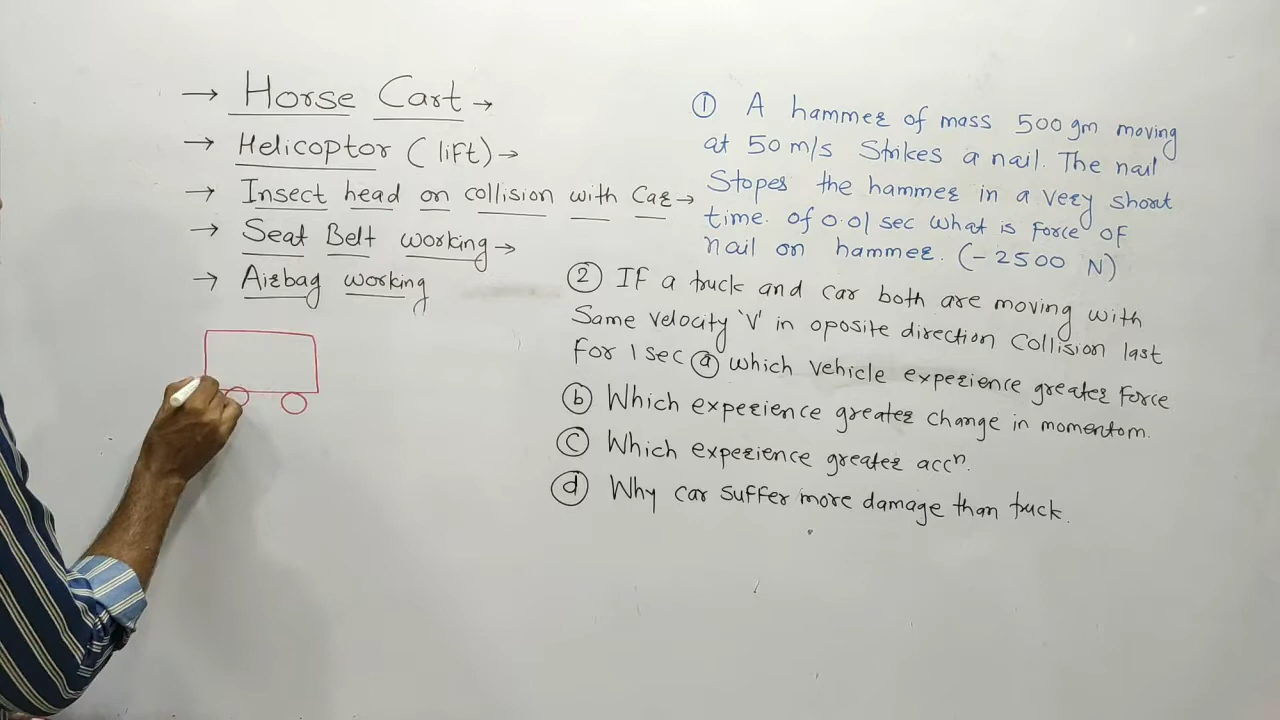 → Horse Cart →
→ Helicoptor (lift) →
→ Insect head on collision with Car →
→ Seat Belt working →
→ Airbag working
① A hammer of mass 500 gm moving
at 50 m/s Strikes a nail. The nail
Stopes the hammer in a very short
time. of 0.01 sec what is force of
nail on hammer. (- 2500 N)
② If a truck and car both are moving with
Same velocity 'v' in oposite direction collision last
for 1 sec ⓐ which vehicle experience greater force
ⓑ Which experience greater change in momentom.
ⓒ Which experience greater accⁿ.
ⓓ Why car suffer more damage than truck.